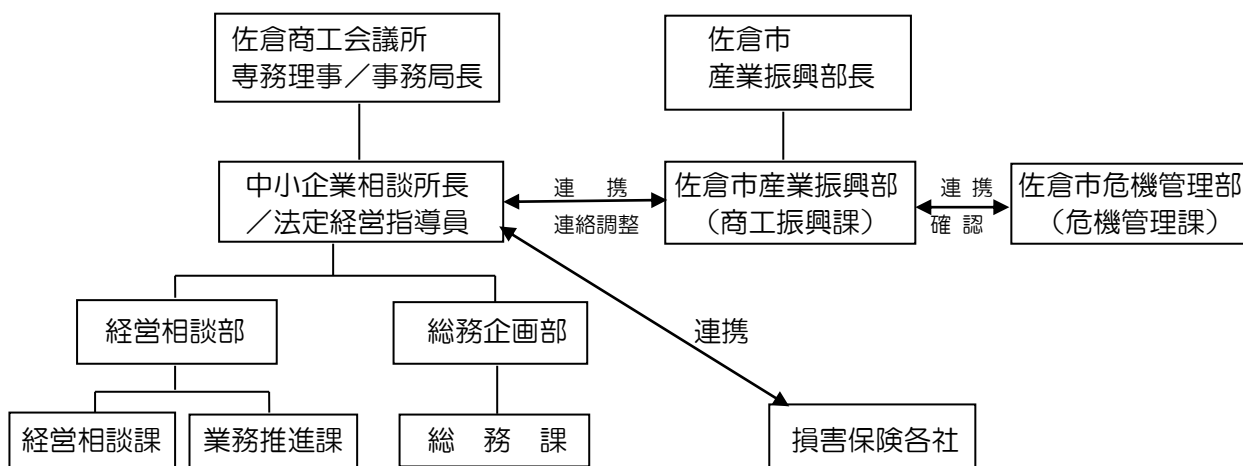 佐倉商工会議所
専務理事／事務局長
佐倉市
産業振興部長
中小企業相談所長
／法定経営指導員
連　携
連絡調整
佐倉市産業振興部
（商工振興課）
連 携
確 認
佐倉市危機管理部
（危機管理課）
経営相談部
総務企画部
連携
経営相談課
業務推進課
総　務　課
損害保険各社